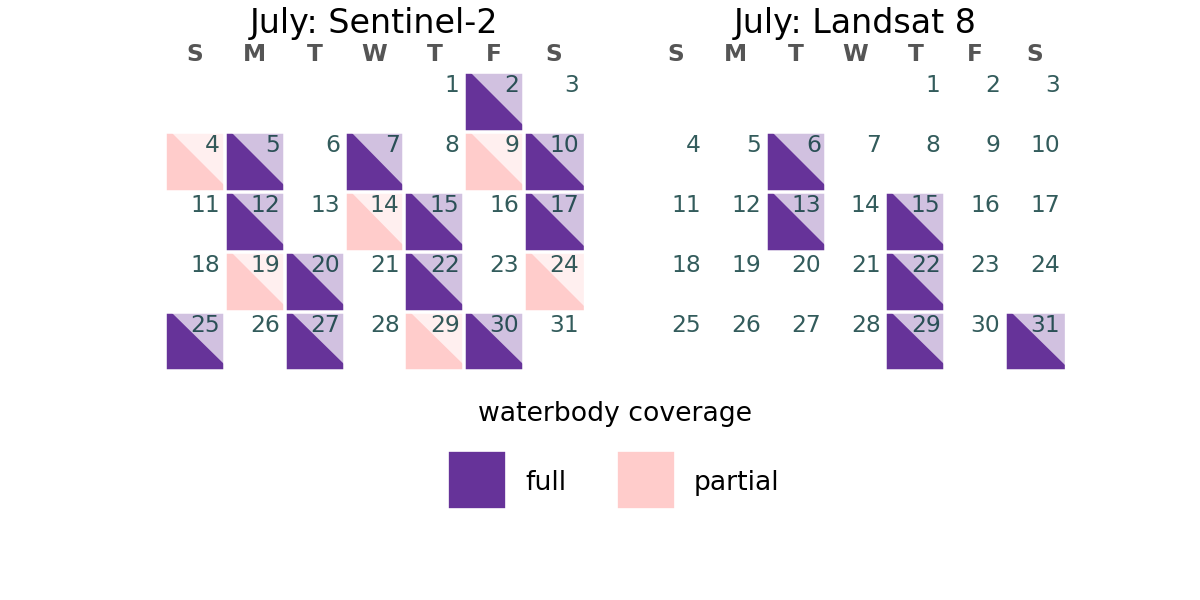 July: Sentinel-2
S M T W T F S
1 2 3
4 5 6 7 8 9 10
11 12 13 14 15 16 17
18 19 20 21 22 23 24
25 26 27 28 29 30 31
July: Landsat 8
S M T W T F S
1 2 3
4 5 6 7 8 9 10
11 12 13 14 15 16 17
18 19 20 21 22 23 24
25 26 27 28 29 30 31
waterbody coverage
full partial